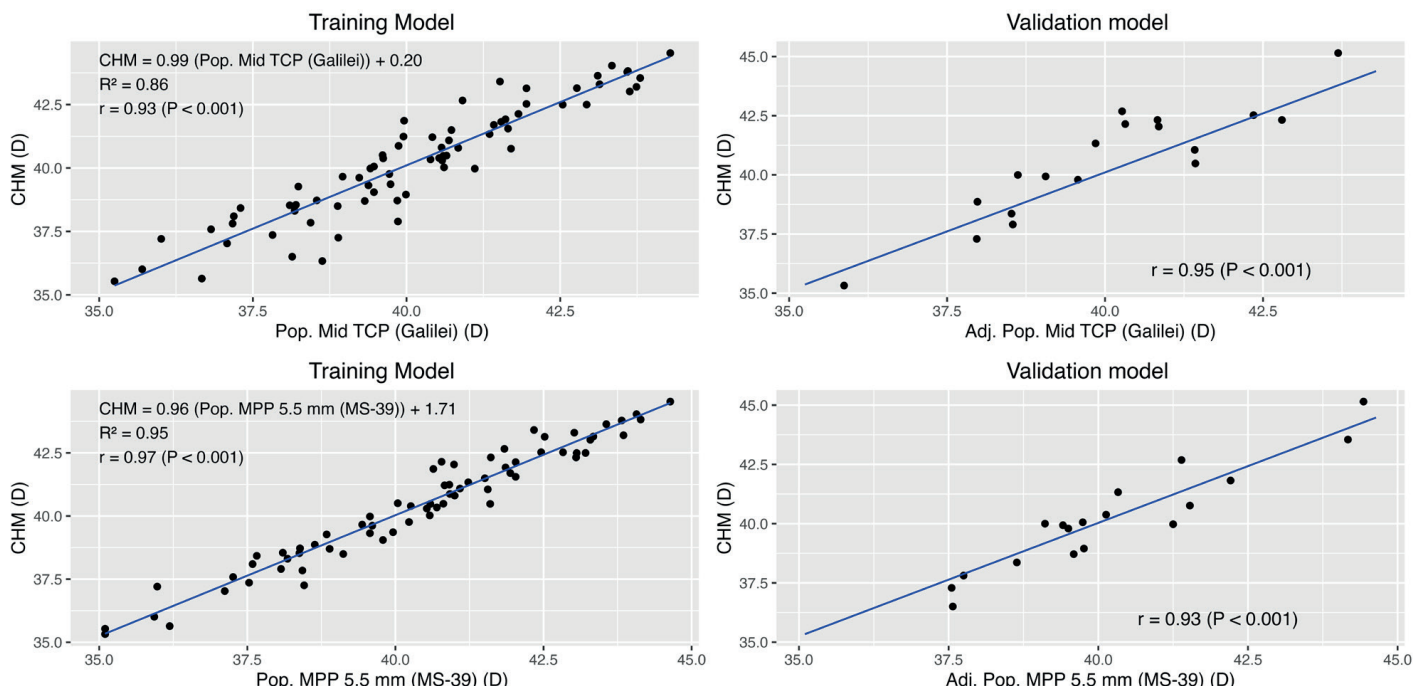 Training Model
CHM = 0.99 (Pop. Mid TCP (Galilei)) + 0.20
R² = 0.86
r = 0.93 (P < 0.001)
CHM (D)
42.5
40.0
37.5
35.0
35.0 37.5 40.0 42.5
Pop. Mid TCP (Galilei) (D)
Validation model
CHM (D)
45.0
42.5
40.0
37.5
35.0
r = 0.95 (P < 0.001)
35.0 37.5 40.0 42.5
Adj. Pop. Mid TCP (Galilei) (D)
Training Model
CHM = 0.96 (Pop. MPP 5.5 mm (MS-39)) + 1.71
R² = 0.95
r = 0.97 (P < 0.001)
CHM (D)
42.5
40.0
37.5
35.0
35.0 37.5 40.0 42.5 45.0
Pop. MPP 5.5 mm (MS-39) (D)
Validation model
CHM (D)
45.0
42.5
40.0
37.5
35.0
r = 0.93 (P < 0.001)
35.0 37.5 40.0 42.5 45.0
Adj. Pop. MPP 5.5 mm (MS-39) (D)